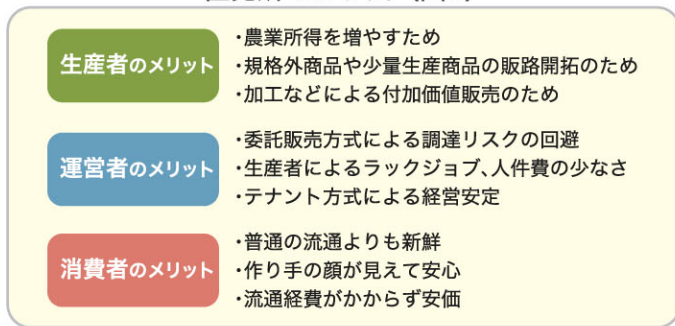 生産者のメリット
・農業所得を増やすため
・規格外商品や少量生産商品の販路開拓のため
・加工などによる付加価値販売のため
運営者のメリット
・委託販売方式による調達リスクの回避
・生産者によるラックジョブ、人件費の少なさ
・テナント方式による経営安定
消費者のメリット
・普通の流通よりも新鮮
・作り手の顔が見えて安心
・流通経費がかからず安価